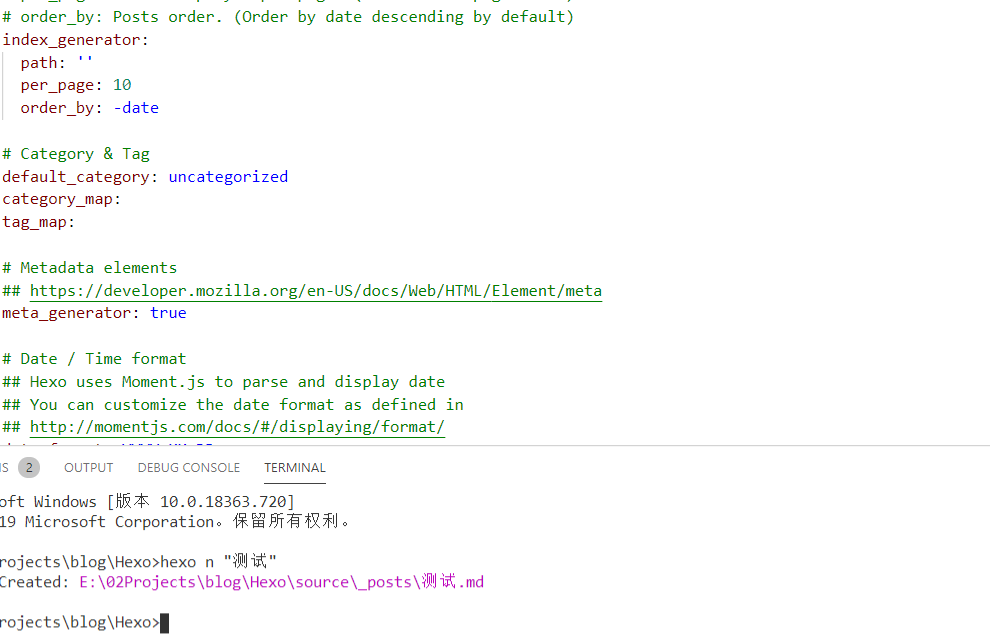 # order_by: Posts order. (Order by date descending by default)
index_generator:
  path: ''
  per_page: 10
  order_by: -date
# Category & Tag
default_category: uncategorized
category_map:
tag_map:
# Metadata elements
## https://developer.mozilla.org/en-US/docs/Web/HTML/Element/meta
meta_generator: true
# Date / Time format
## Hexo uses Moment.js to parse and display date
## You can customize the date format as defined in
## http://momentjs.com/docs/#/displaying/format/
S 2 OUTPUT DEBUG CONSOLE TERMINAL
oft Windows [版本 10.0.18363.720]
19 Microsoft Corporation。保留所有权利。
rojects\blog\Hexo>hexo n "测试"
Created: E:\02Projects\blog\Hexo\source\_posts\测试.md
rojects\blog\Hexo>